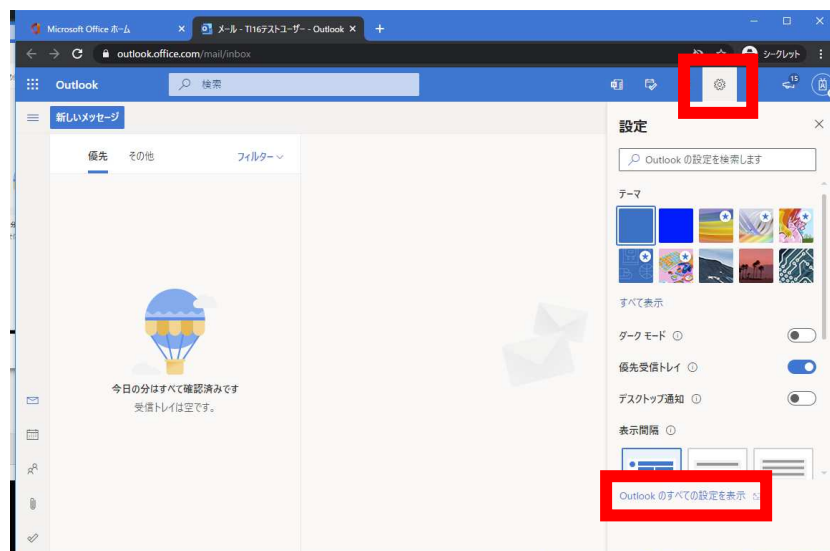 Microsoft Office ホーム
メール - TI16テストユーザー - Outlook
outlook.office.com/mail/inbox
シークレット
Outlook
検索
15
新しいメッセージ
優先
その他
フィルター
今日の分はすべて確認済みです
受信トレイは空です。
設定
Outlook の設定を検索します
テーマ
すべて表示
ダーク モード
優先受信トレイ
デスクトップ通知
表示間隔
Outlook のすべての設定を表示